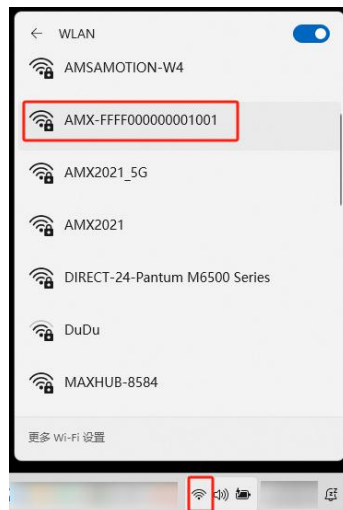 WLAN
AMSAMOTION-W4
AMX-FFFF000000001001
AMX2021_5G
AMX2021
DIRECT-24-Pantum M6500 Series
DuDu
MAXHUB-8584
更多 Wi-Fi 设置